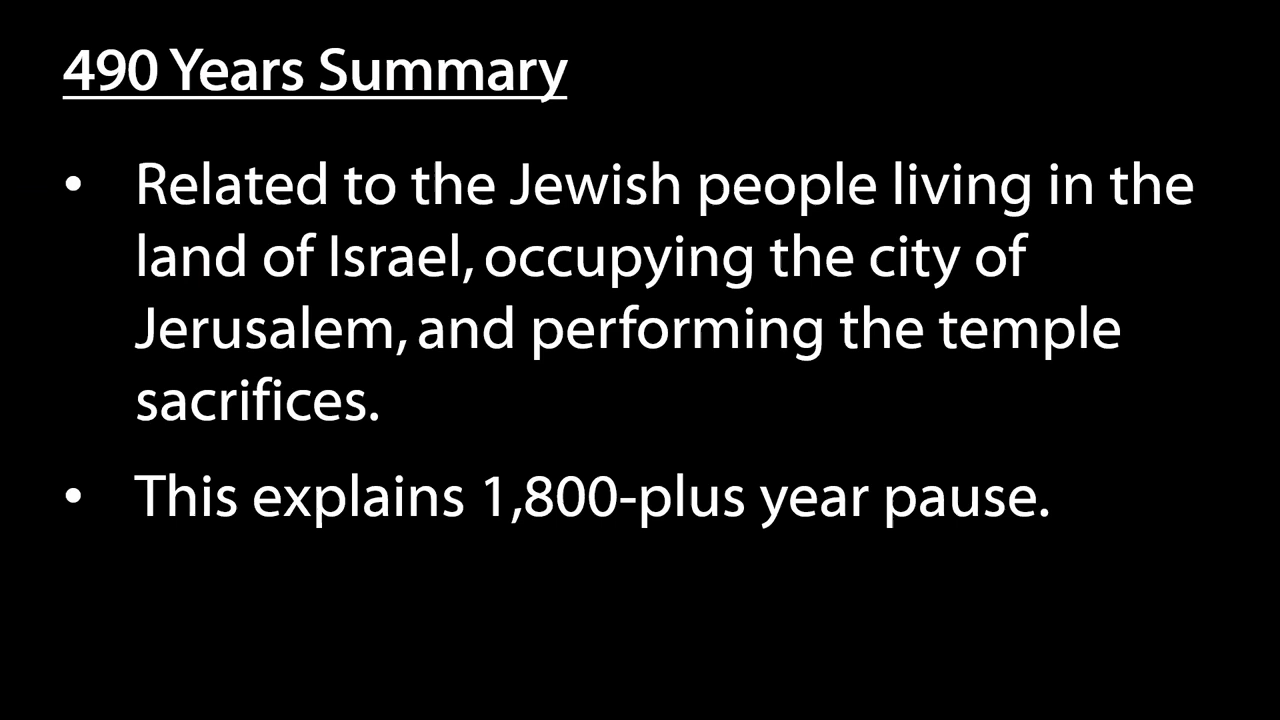 490 Years Summary
• Related to the Jewish people living in the
land of Israel, occupying the city of
Jerusalem, and performing the temple
sacrifices.
• This explains 1,800-plus year pause.